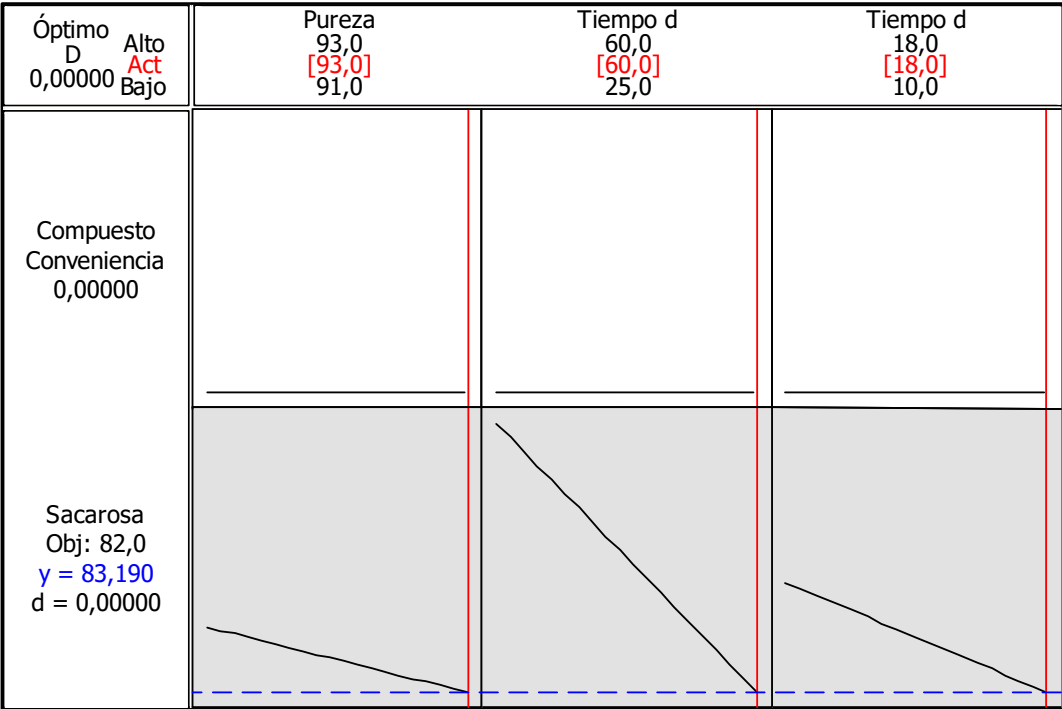 Óptimo
D
0,00000
Alto
Act
Bajo
Pureza
93,0
[93,0]
91,0
Tiempo d
60,0
[60,0]
25,0
Tiempo d
18,0
[18,0]
10,0
Compuesto
Conveniencia
0,00000
Sacarosa
Obj: 82,0
y = 83,190
d = 0,00000